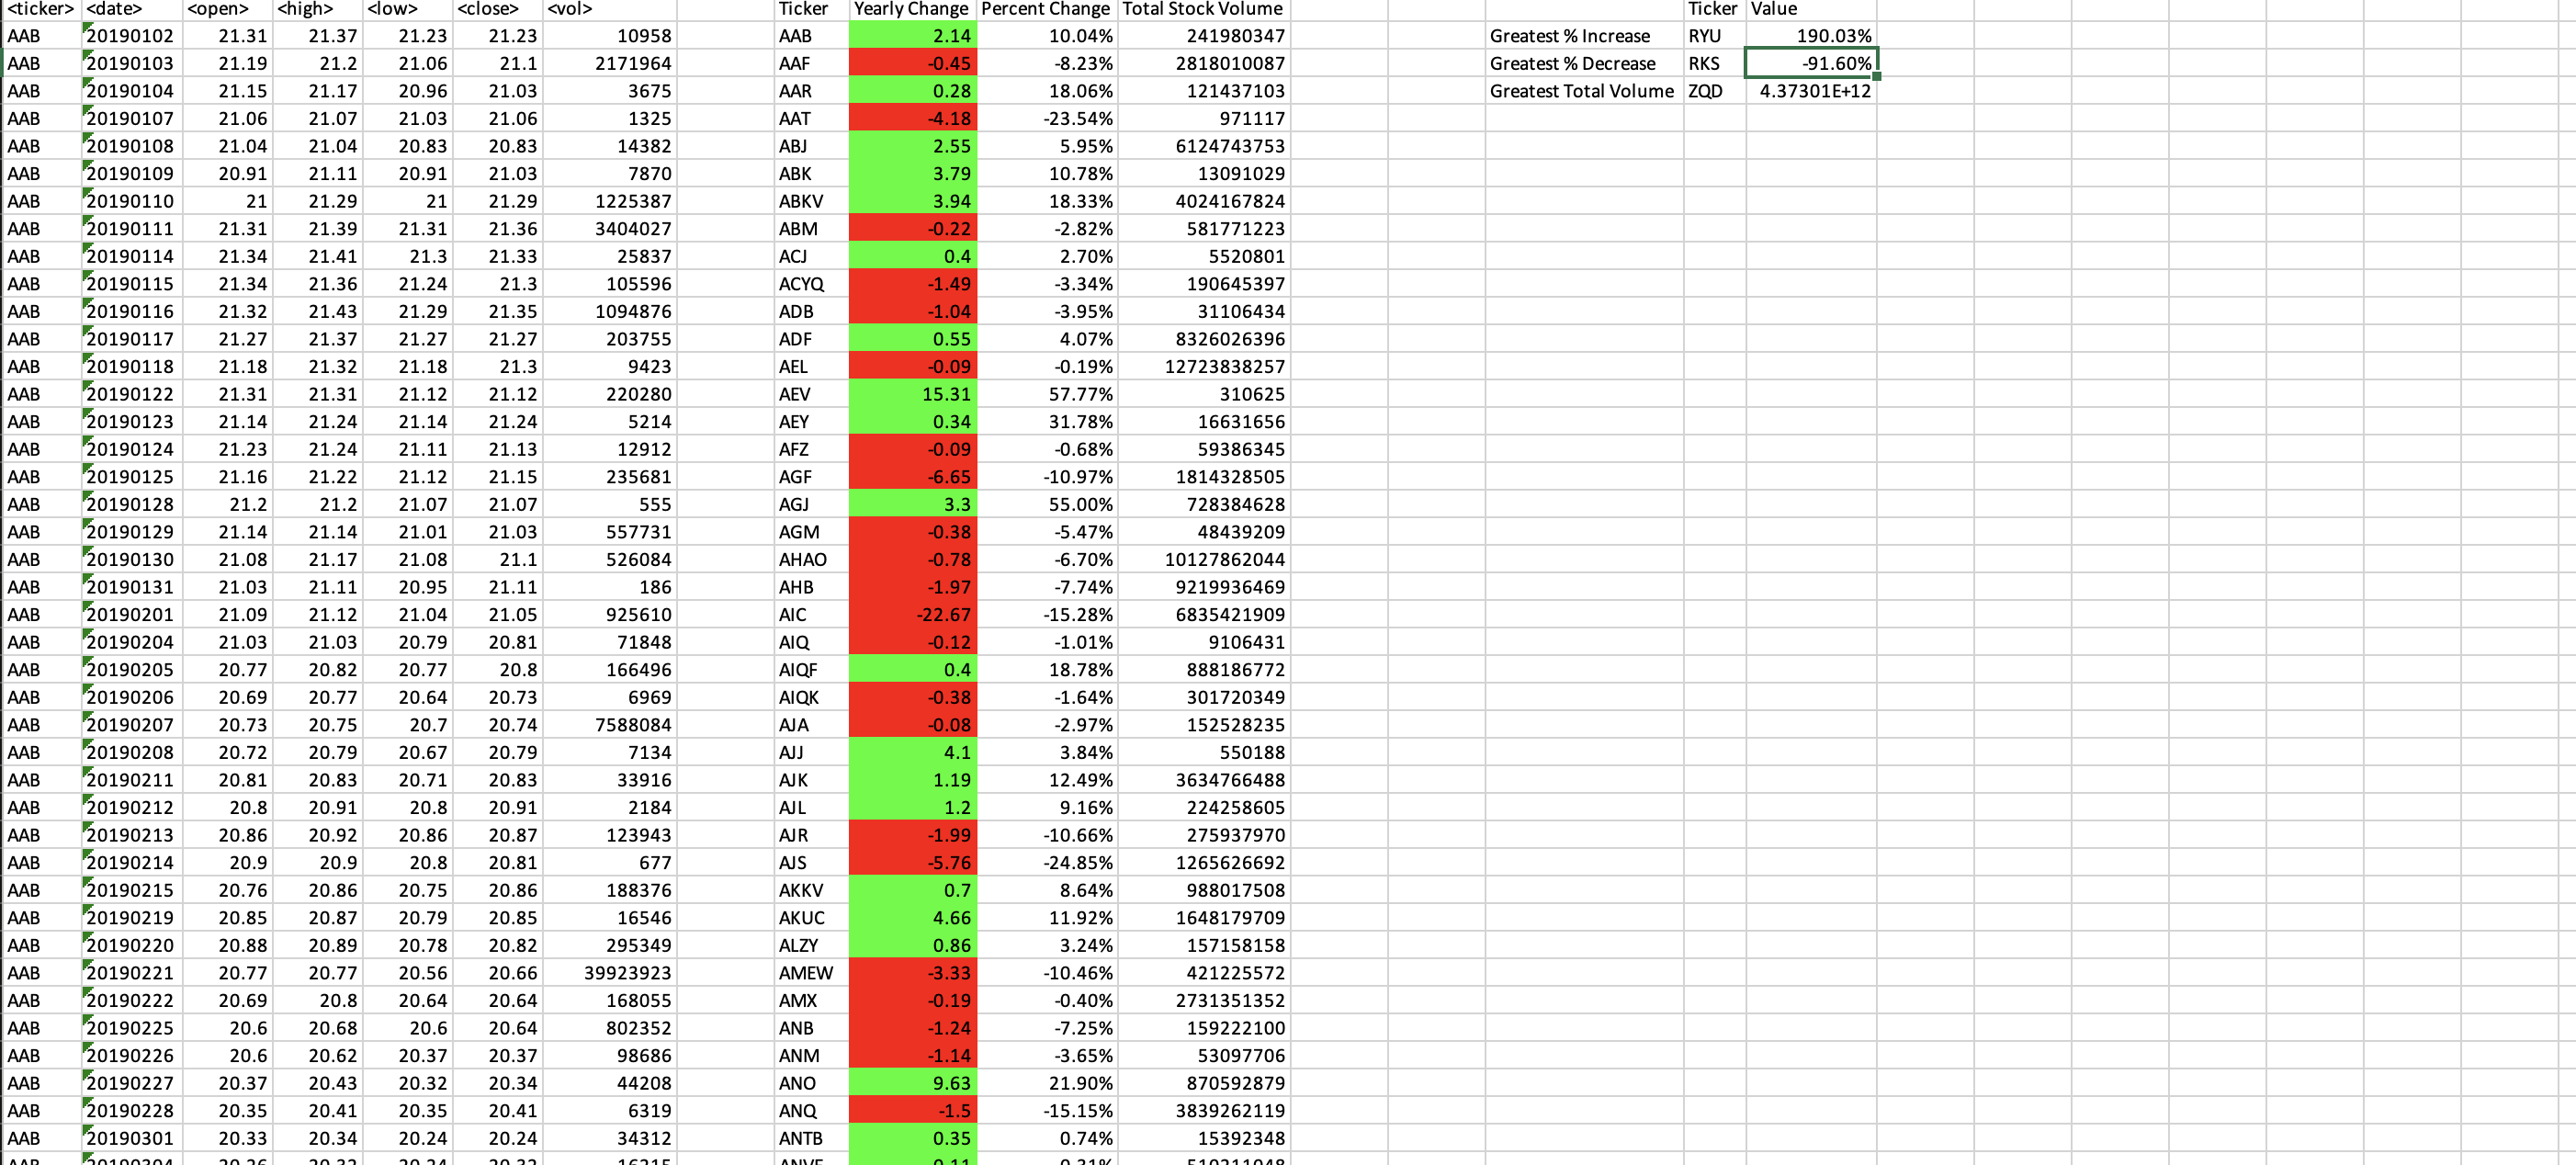 <ticker> <date> <open> <high> <low> <close> <vol> Ticker Yearly Change Percent Change Total Stock Volume Ticker Value
AAB 20190102 21.31 21.37 21.23 21.23 10958 AAB 2.14 10.04% 241980347 Greatest % Increase RYU 190.03%
AAB 20190103 21.19 21.2 21.06 21.1 2171964 AAF -0.45 -8.23% 2818010087 Greatest % Decrease RKS -91.60%
AAB 20190104 21.15 21.17 20.96 21.03 3675 AAR 0.28 18.06% 121437103 Greatest Total Volume ZQD 4.37301E+12
AAB 20190107 21.06 21.07 21.03 21.06 1325 AAT -4.18 -23.54% 971117
AAB 20190108 21.04 21.04 20.83 20.83 14382 ABJ 2.55 5.95% 6124743753
AAB 20190109 20.91 21.11 20.91 21.03 7870 ABK 3.79 10.78% 13091029
AAB 20190110 21 21.29 21 21.29 1225387 ABKV 3.94 18.33% 4024167824
AAB 20190111 21.31 21.39 21.31 21.36 3404027 ABM -0.22 -2.82% 581771223
AAB 20190114 21.34 21.41 21.3 21.33 25837 ACJ 0.4 2.70% 5520801
AAB 20190115 21.34 21.36 21.24 21.3 105596 ACYQ -1.49 -3.34% 190645397
AAB 20190116 21.32 21.43 21.29 21.35 1094876 ADB -1.04 -3.95% 31106434
AAB 20190117 21.27 21.37 21.27 21.27 203755 ADF 0.55 4.07% 8326026396
AAB 20190118 21.18 21.32 21.18 21.3 9423 AEL -0.09 -0.19% 12723838257
AAB 20190122 21.31 21.31 21.12 21.12 220280 AEV 15.31 57.77% 310625
AAB 20190123 21.14 21.24 21.14 21.24 5214 AEY 0.34 31.78% 16631656
AAB 20190124 21.23 21.24 21.11 21.13 12912 AFZ -0.09 -0.68% 59386345
AAB 20190125 21.16 21.22 21.12 21.15 235681 AGF -6.65 -10.97% 1814328505
AAB 20190128 21.2 21.2 21.07 21.07 555 AGJ 3.3 55.00% 728384628
AAB 20190129 21.14 21.14 21.01 21.03 557731 AGM -0.38 -5.47% 48439209
AAB 20190130 21.08 21.17 21.08 21.1 526084 AHAO -0.78 -6.70% 10127862044
AAB 20190131 21.03 21.11 20.95 21.11 186 AHB -1.97 -7.74% 9219936469
AAB 20190201 21.09 21.12 21.04 21.05 925610 AIC -22.67 -15.28% 6835421909
AAB 20190204 21.03 21.03 20.79 20.81 71848 AIQ -0.12 -1.01% 9106431
AAB 20190205 20.77 20.82 20.77 20.8 166496 AIQF 0.4 18.78% 888186772
AAB 20190206 20.69 20.77 20.64 20.73 6969 AIQK -0.38 -1.64% 301720349
AAB 20190207 20.73 20.75 20.7 20.74 7588084 AJA -0.08 -2.97% 152528235
AAB 20190208 20.72 20.79 20.67 20.79 7134 AJJ 4.1 3.84% 550188
AAB 20190211 20.81 20.83 20.71 20.83 33916 AJK 1.19 12.49% 3634766488
AAB 20190212 20.8 20.91 20.8 20.91 2184 AJL 1.2 9.16% 224258605
AAB 20190213 20.86 20.92 20.86 20.87 123943 AJR -1.99 -10.66% 275937970
AAB 20190214 20.9 20.9 20.8 20.81 677 AJS -5.76 -24.85% 1265626692
AAB 20190215 20.76 20.86 20.75 20.86 188376 AKKV 0.7 8.64% 988017508
AAB 20190219 20.85 20.87 20.79 20.85 16546 AKUC 4.66 11.92% 1648179709
AAB 20190220 20.88 20.89 20.78 20.82 295349 ALZY 0.86 3.24% 157158158
AAB 20190221 20.77 20.77 20.56 20.66 39923923 AMEW -3.33 -10.46% 421225572
AAB 20190222 20.69 20.8 20.64 20.64 168055 AMX -0.19 -0.40% 2731351352
AAB 20190225 20.6 20.68 20.6 20.64 802352 ANB -1.24 -7.25% 159222100
AAB 20190226 20.6 20.62 20.37 20.37 98686 ANM -1.14 -3.65% 53097706
AAB 20190227 20.37 20.43 20.32 20.34 44208 ANO 9.63 21.90% 870592879
AAB 20190228 20.35 20.41 20.35 20.41 6319 ANQ -1.5 -15.15% 3839262119
AAB 20190301 20.33 20.34 20.24 20.24 34312 ANTB 0.35 0.74% 15392348